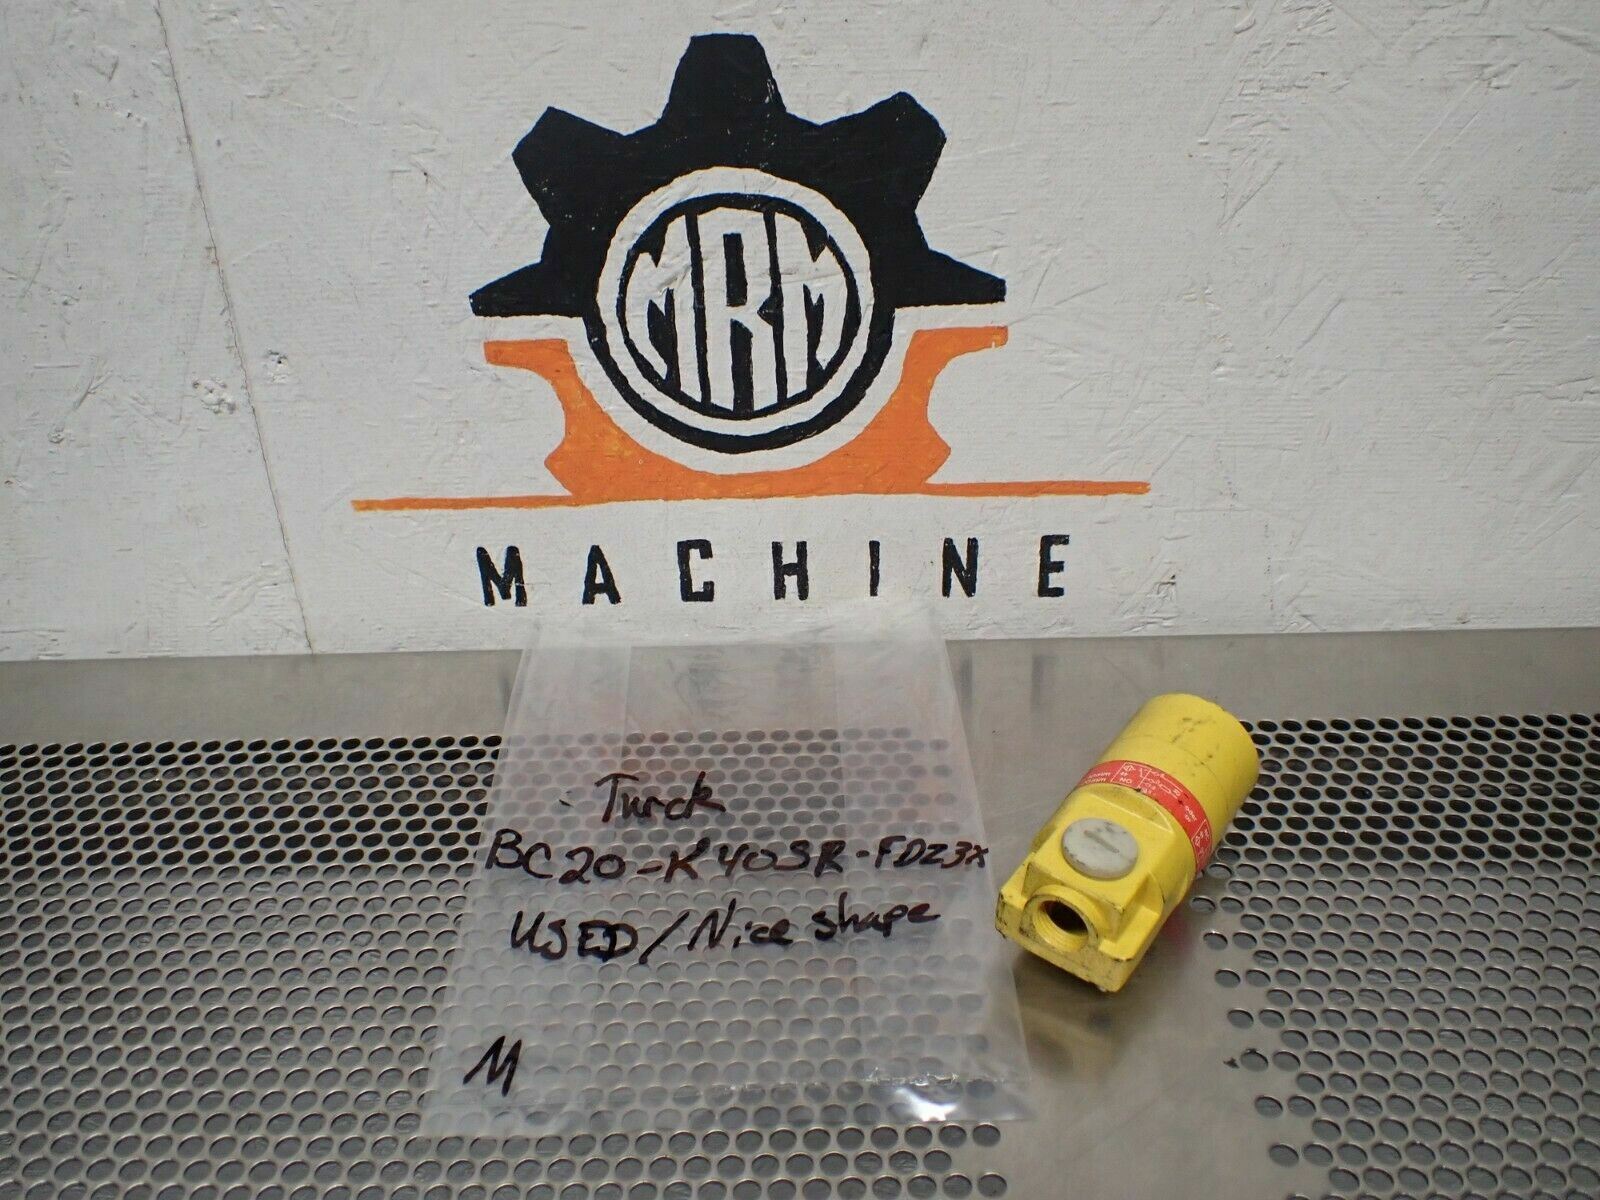 MRM
MACHINE
Turck
BC20-K40SR-FDZ3X
USED/Nice shape
M